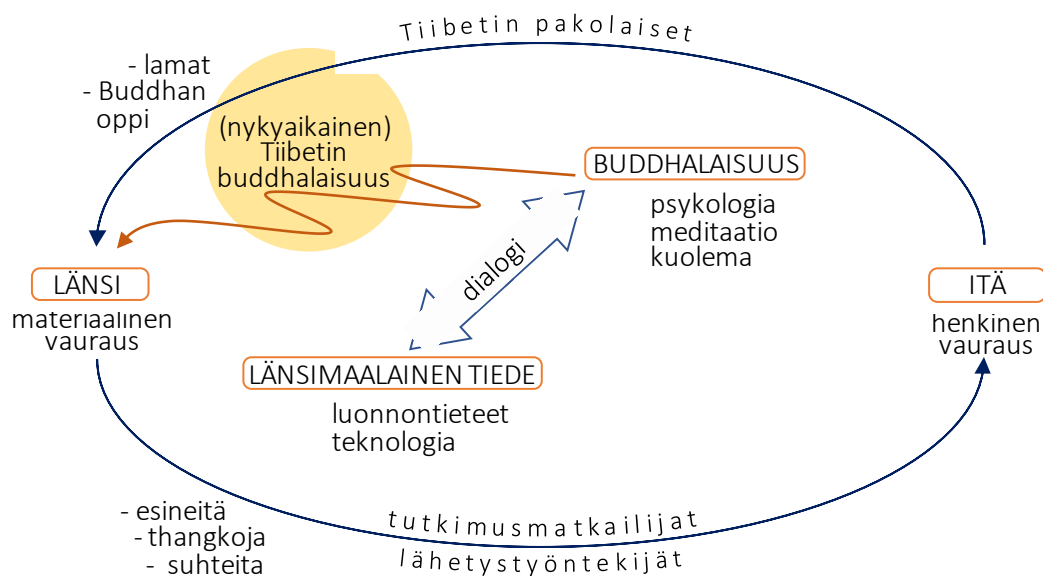 Tiibetin pakolaiset
- lamat
- Buddhan
oppi
(nykyaikainen)
Tiibetin
buddhalaisuus
BUDDHALAISUUS
psykologia
meditaatio
kuolema
dialogi
LÄNSI
materiaalinen
vauraus
ITÄ
henkinen
vauraus
LÄNSIMAALAINEN TIEDE
luonnontieteet
teknologia
- esineitä
- thangkoja
- suhteita
tutkimusmatkailijat
lähetystyöntekijät